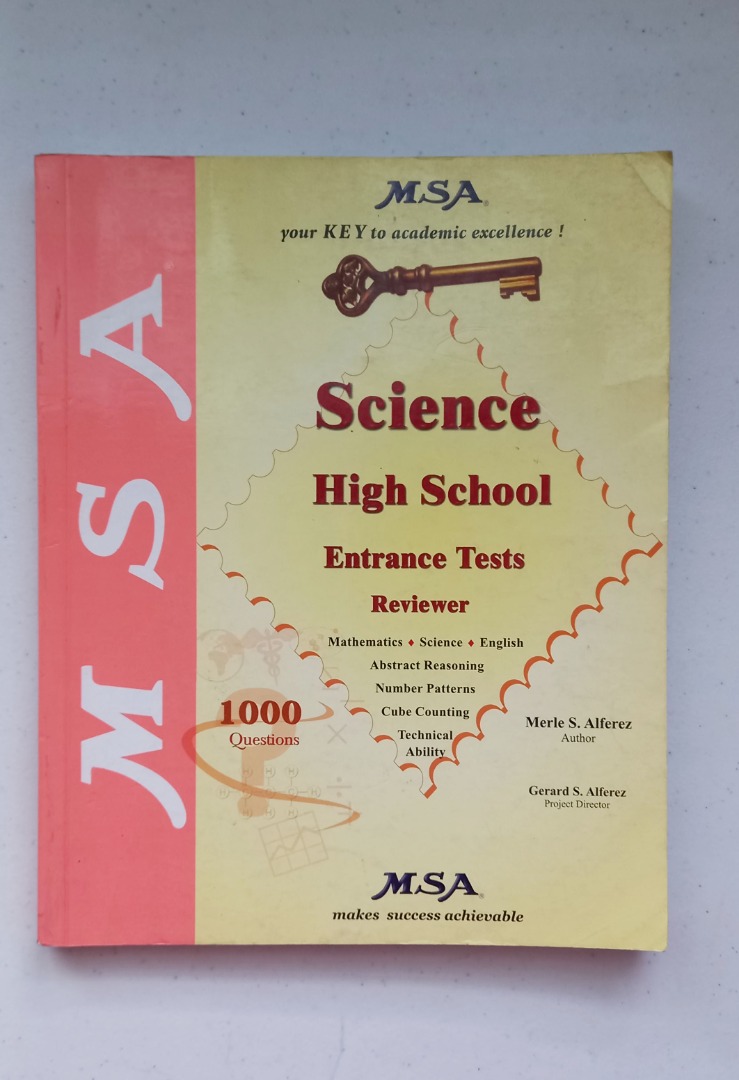 M S A
MSA®
your KEY to academic excellence !
Science
High School
Entrance Tests
Reviewer
Mathematics ♦ Science ♦ English
Abstract Reasoning
Number Patterns
Cube Counting
Technical
Ability
1000
Questions
Merle S. Alferez
Author
Gerard S. Alferez
Project Director
MSA®
makes success achievable